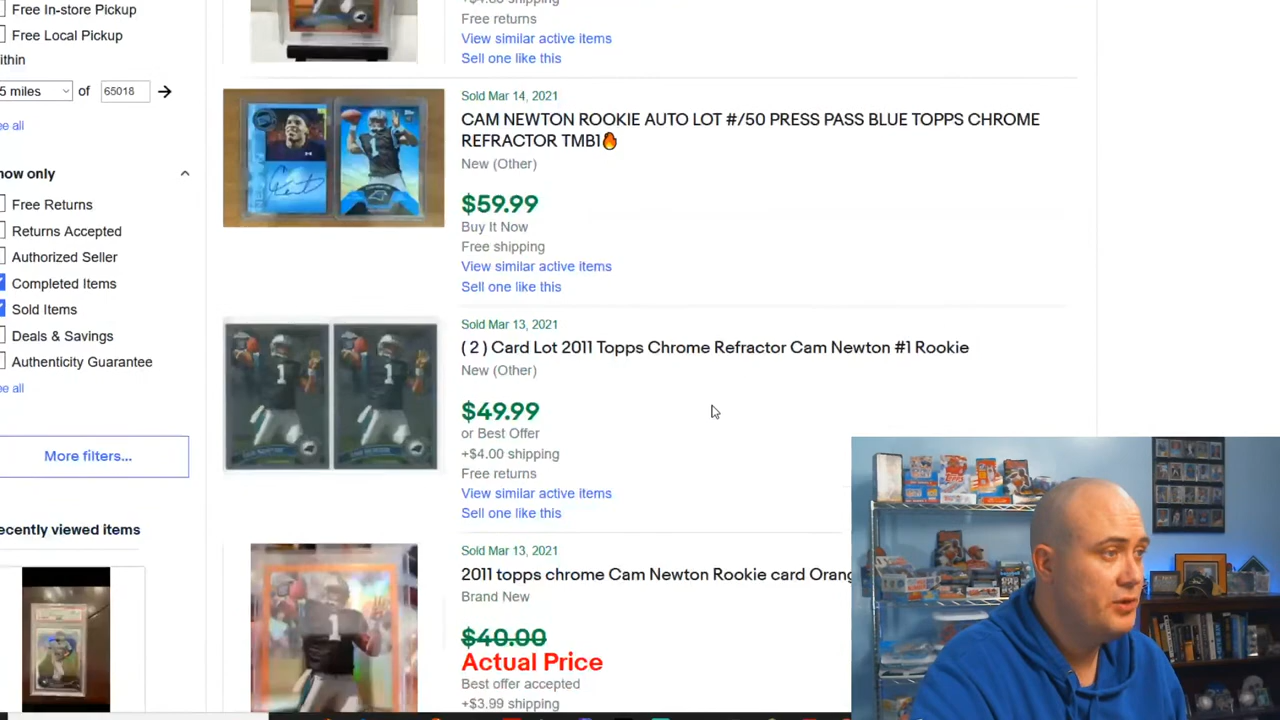 Free In-store Pickup
Free Local Pickup
ithin
5 miles of 65018
ee all
how only
Free Returns
Returns Accepted
Authorized Seller
Completed Items
Sold Items
Deals & Savings
Authenticity Guarantee
ee all
More filters...
ecently viewed items
Free returns
View similar active items
Sell one like this
Sold Mar 14, 2021
CAM NEWTON ROOKIE AUTO LOT #/50 PRESS PASS BLUE TOPPS CHROME
REFRACTOR TMB1🔥
New (Other)
$59.99
Buy It Now
Free shipping
View similar active items
Sell one like this
Sold Mar 13, 2021
( 2 ) Card Lot 2011 Topps Chrome Refractor Cam Newton #1 Rookie
New (Other)
$49.99
or Best Offer
+$4.00 shipping
Free returns
View similar active items
Sell one like this
Sold Mar 13, 2021
2011 topps chrome Cam Newton Rookie card Orang
Brand New
$40.00
Actual Price
Best offer accepted
+$3.99 shipping